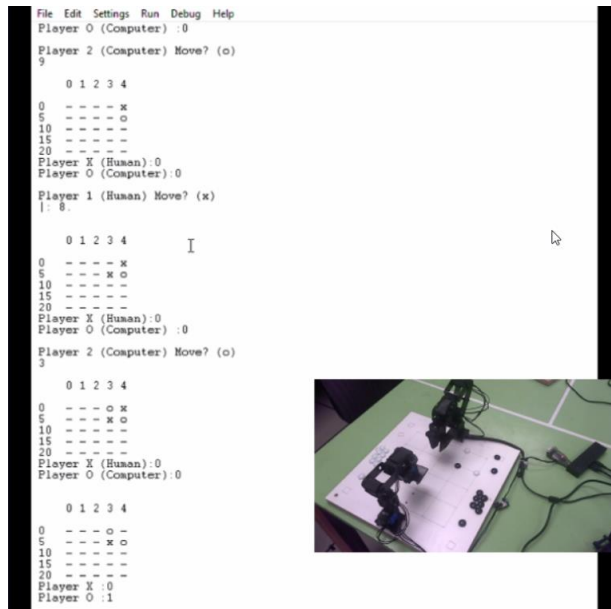 File Edit Settings Run Debug Help
Player O (Computer) :0
Player 2 (Computer) Move? (o)
9
0 1 2 3 4
0 - - - - x
5 - - - - o
10 - - - - -
15 - - - - -
20 - - - - -
Player X (Human):0
Player O (Computer):0
Player 1 (Human) Move? (x)
|: 8.
0 1 2 3 4
0 - - - - x
5 - - - x o
10 - - - - -
15 - - - - -
20 - - - - -
Player X (Human):0
Player O (Computer) :0
Player 2 (Computer) Move? (o)
3
0 1 2 3 4
0 - - - o x
5 - - - x o
10 - - - - -
15 - - - - -
20 - - - - -
Player X (Human):0
Player O (Computer):0
0 1 2 3 4
0 - - - o -
5 - - - x o
10 - - - - -
15 - - - - -
20 - - - - -
Player X :0
Player O :1